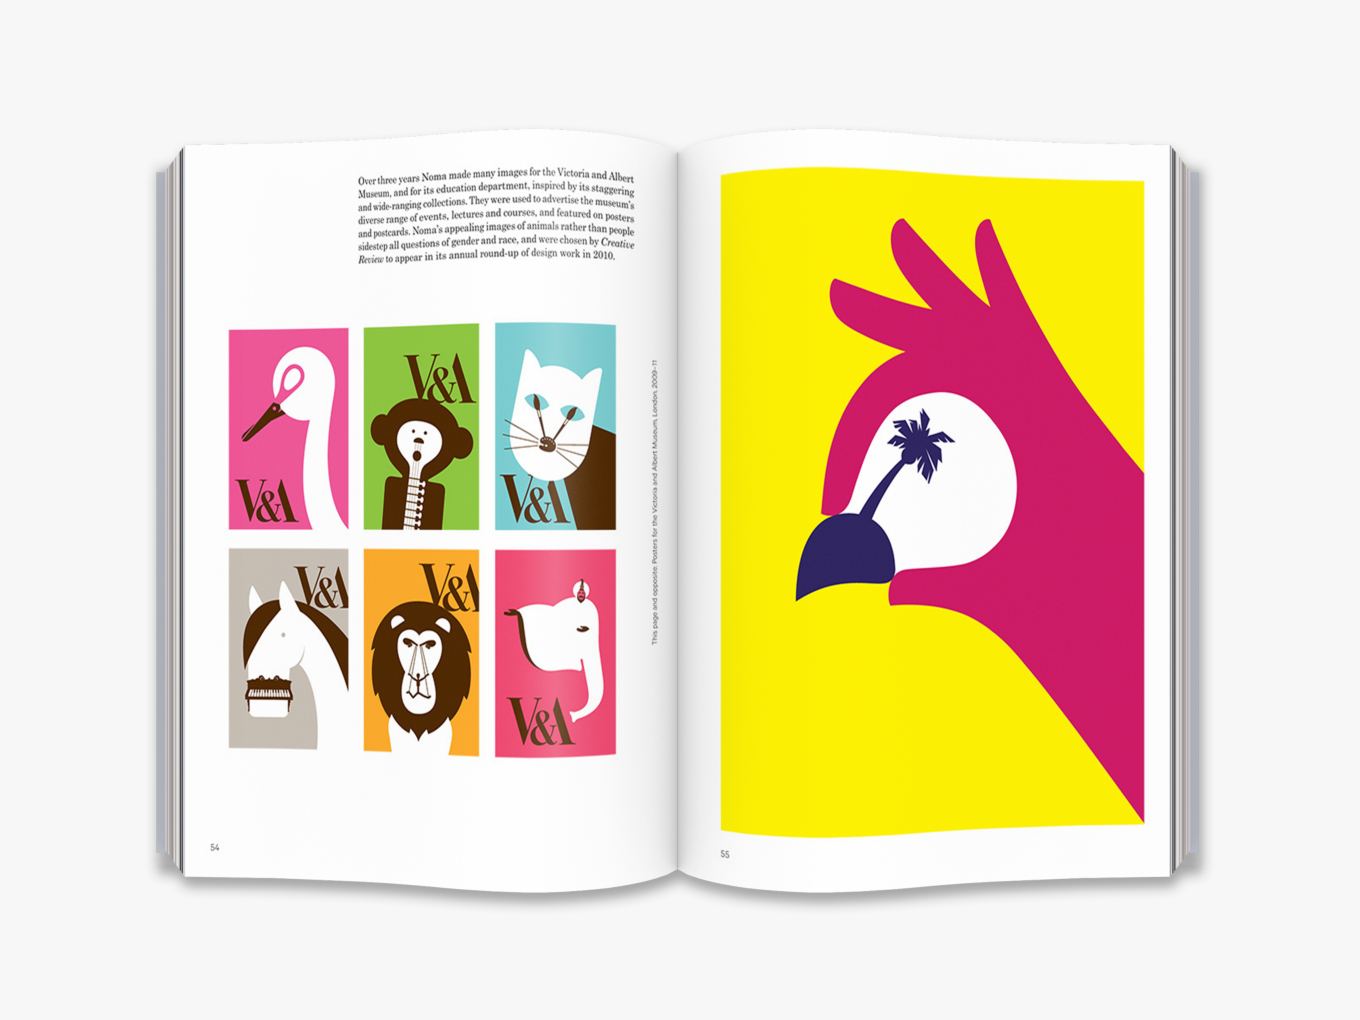 Over three years Noma made many images for the Victoria and Albert
Museum, and for its education department, inspired by its staggering
and wide-ranging collections. They were used to advertise the museum's
diverse range of events, lectures and courses, and featured on posters
and postcards. Noma's appealing images of animals rather than people
sidestep all questions of gender and race, and were chosen by Creative
Review to appear in its annual round-up of design work in 2010.
V&A
V&A
V&A
V&A
V&A
V&A
This page and opposite: Posters for the Victoria and Albert Museum, London, 2009–11
54
55